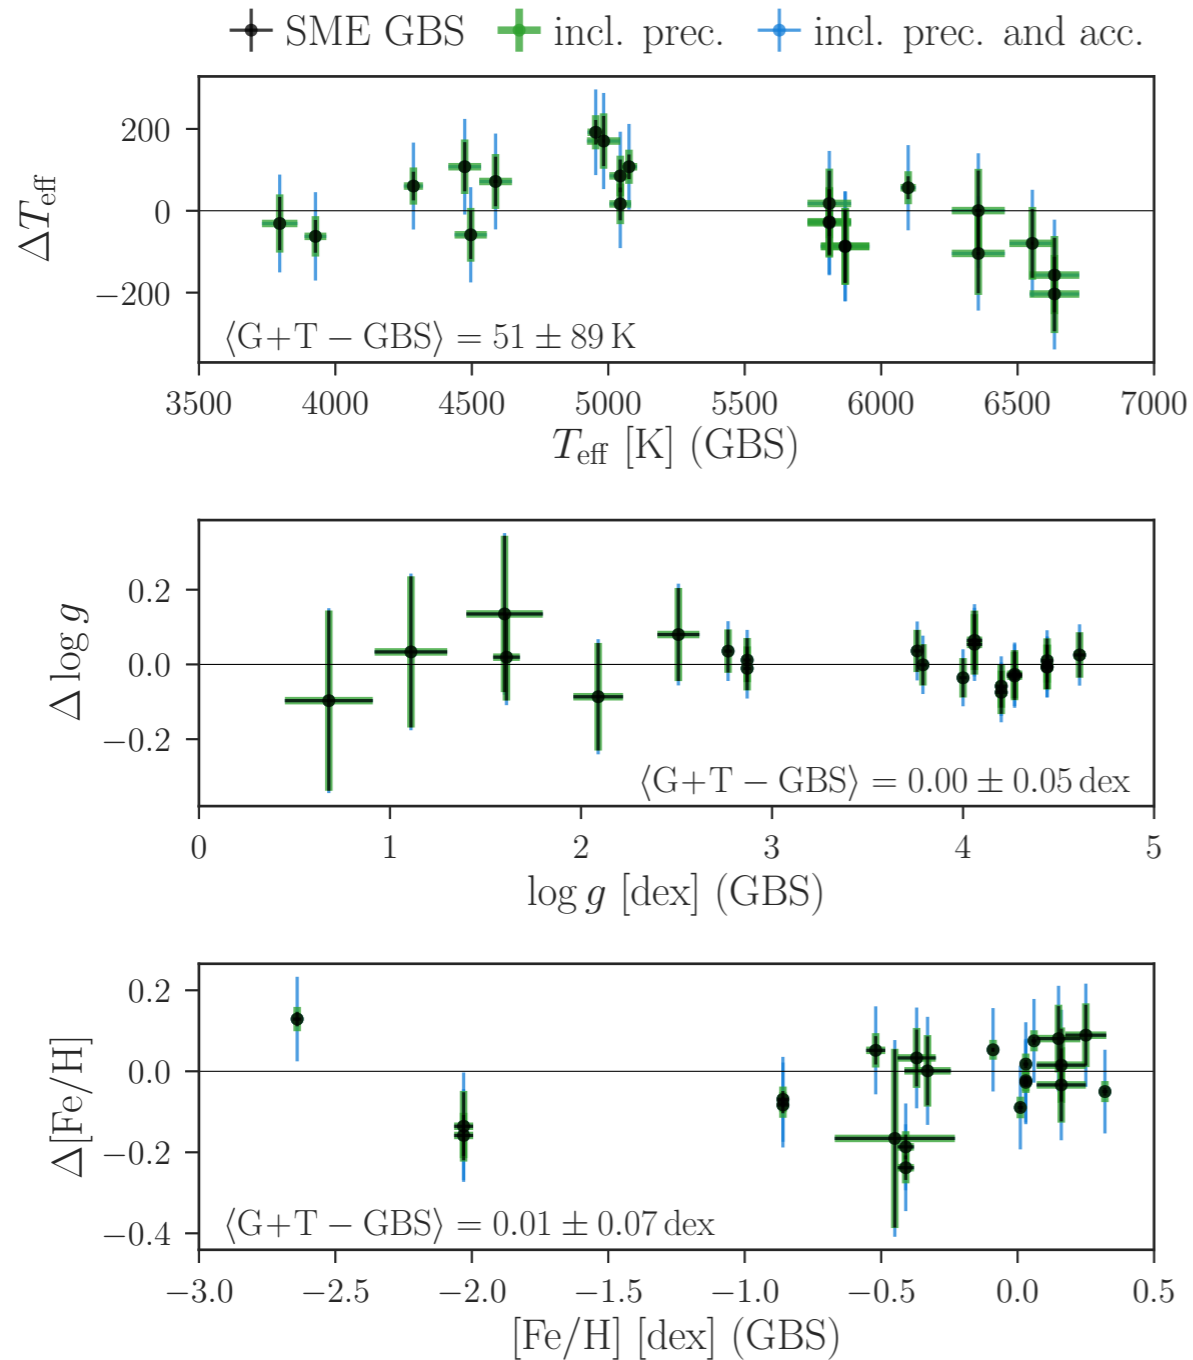 SME GBS incl. prec. incl. prec. and acc.
200
0
−200
ΔT_eff
⟨G+T − GBS⟩ = 51 ± 89 K
3500 4000 4500 5000 5500 6000 6500 7000
T_eff [K] (GBS)
0.2
0.0
−0.2
Δ log g
⟨G+T − GBS⟩ = 0.00 ± 0.05 dex
0 1 2 3 4 5
log g [dex] (GBS)
0.2
0.0
−0.2
−0.4
Δ[Fe/H]
⟨G+T − GBS⟩ = 0.01 ± 0.07 dex
−3.0 −2.5 −2.0 −1.5 −1.0 −0.5 0.0 0.5
[Fe/H] [dex] (GBS)